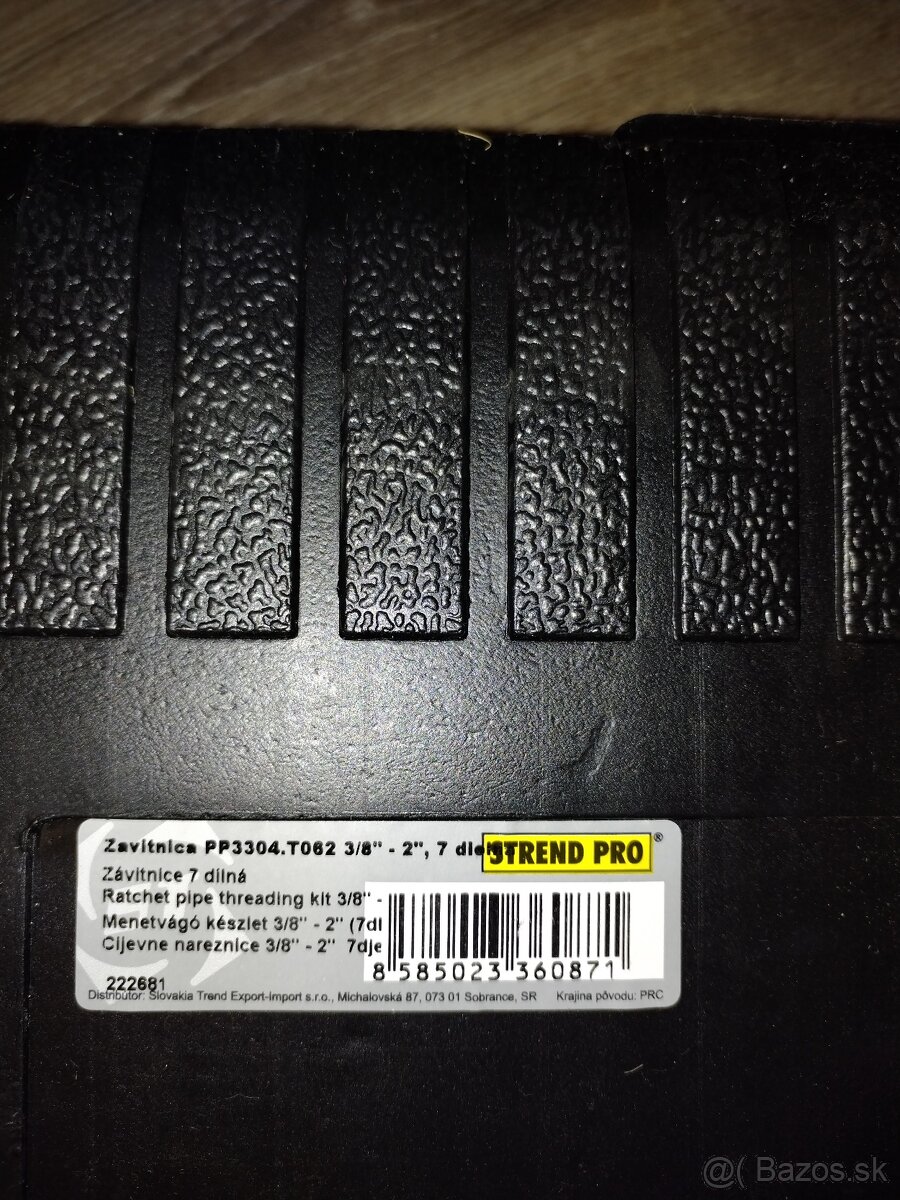 Zavitnica PP3304.T062 3/8" - 2", 7 die
STREND PRO®
Závitnice 7 dílná
Ratchet pipe threading kit 3/8" -
Menetvágó készlet 3/8" - 2" (7dl
Cijevne nareznice 3/8" - 2" 7dje
8 585023 360871
222681
Distribútor: Slovakia Trend Export-Import s.r.o., Michalovská 87, 073 01 Sobrance, SR Krajina pôvodu: PRC
@( Bazos.sk